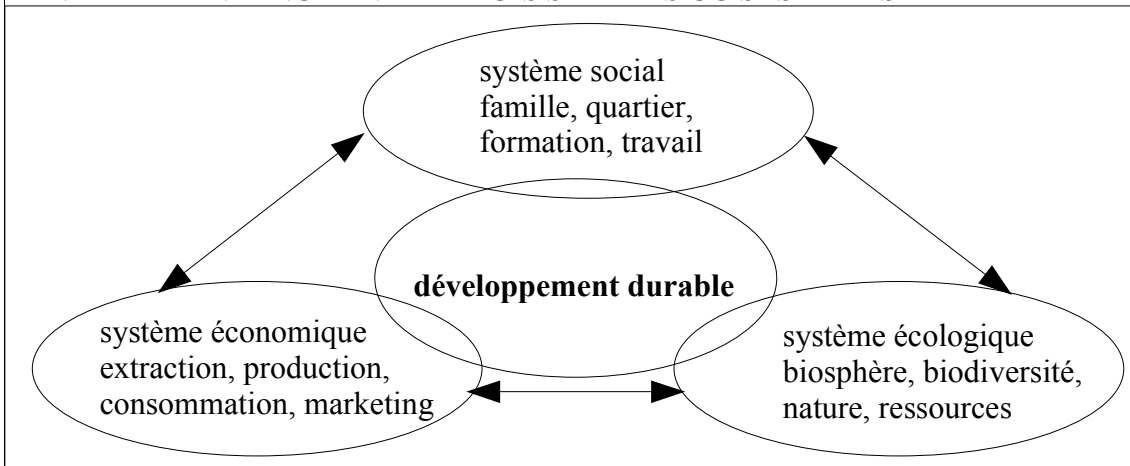 système social
famille, quartier,
formation, travail
développement durable
système économique
extraction, production,
consommation, marketing
système écologique
biosphère, biodiversité,
nature, ressources